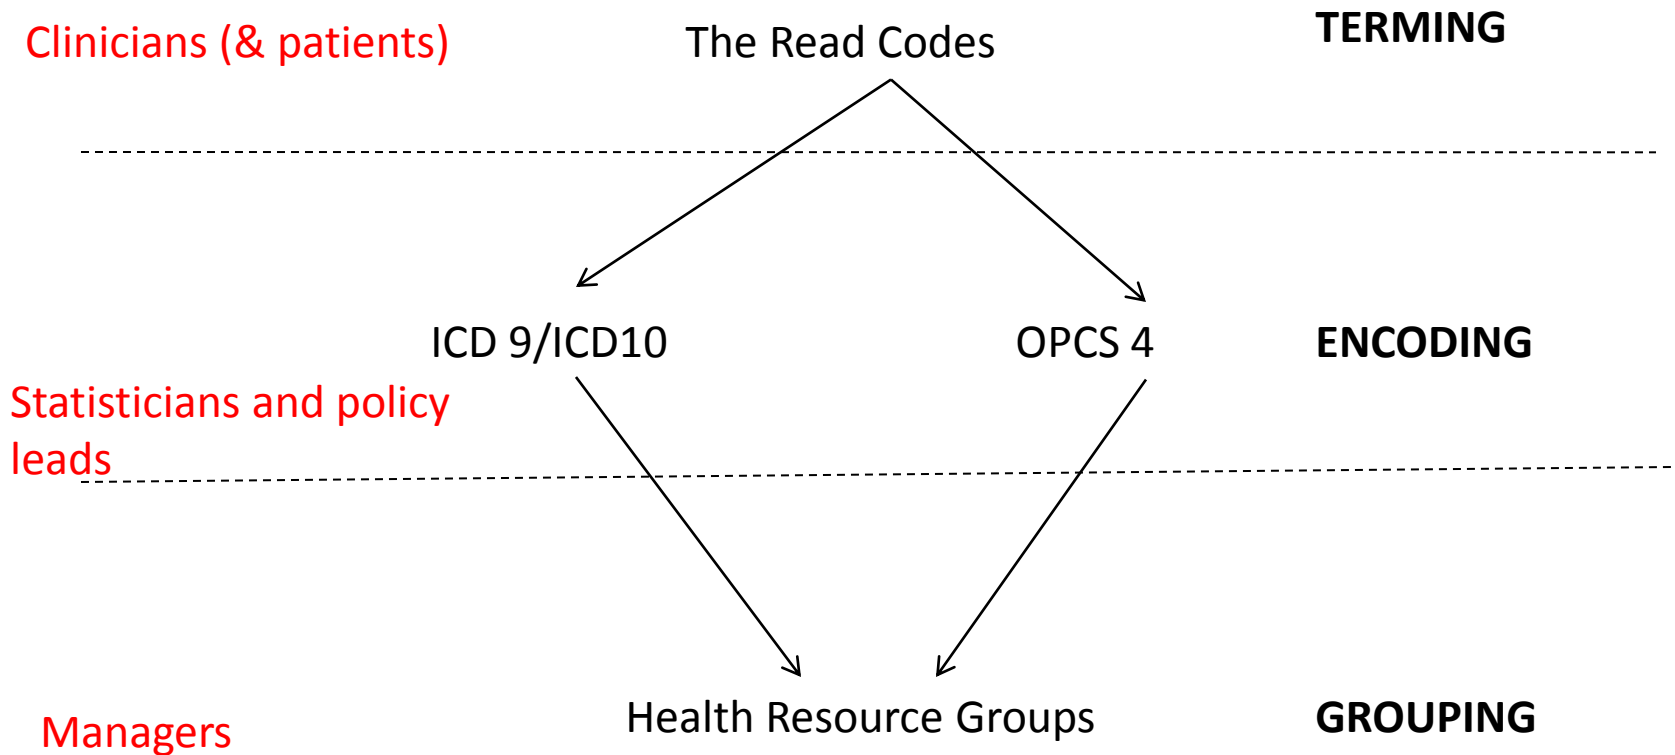 Clinicians (& patients)
The Read Codes
TERMING
ICD 9/ICD10
OPCS 4
ENCODING
Statisticians and policy
leads
Managers
Health Resource Groups
GROUPING